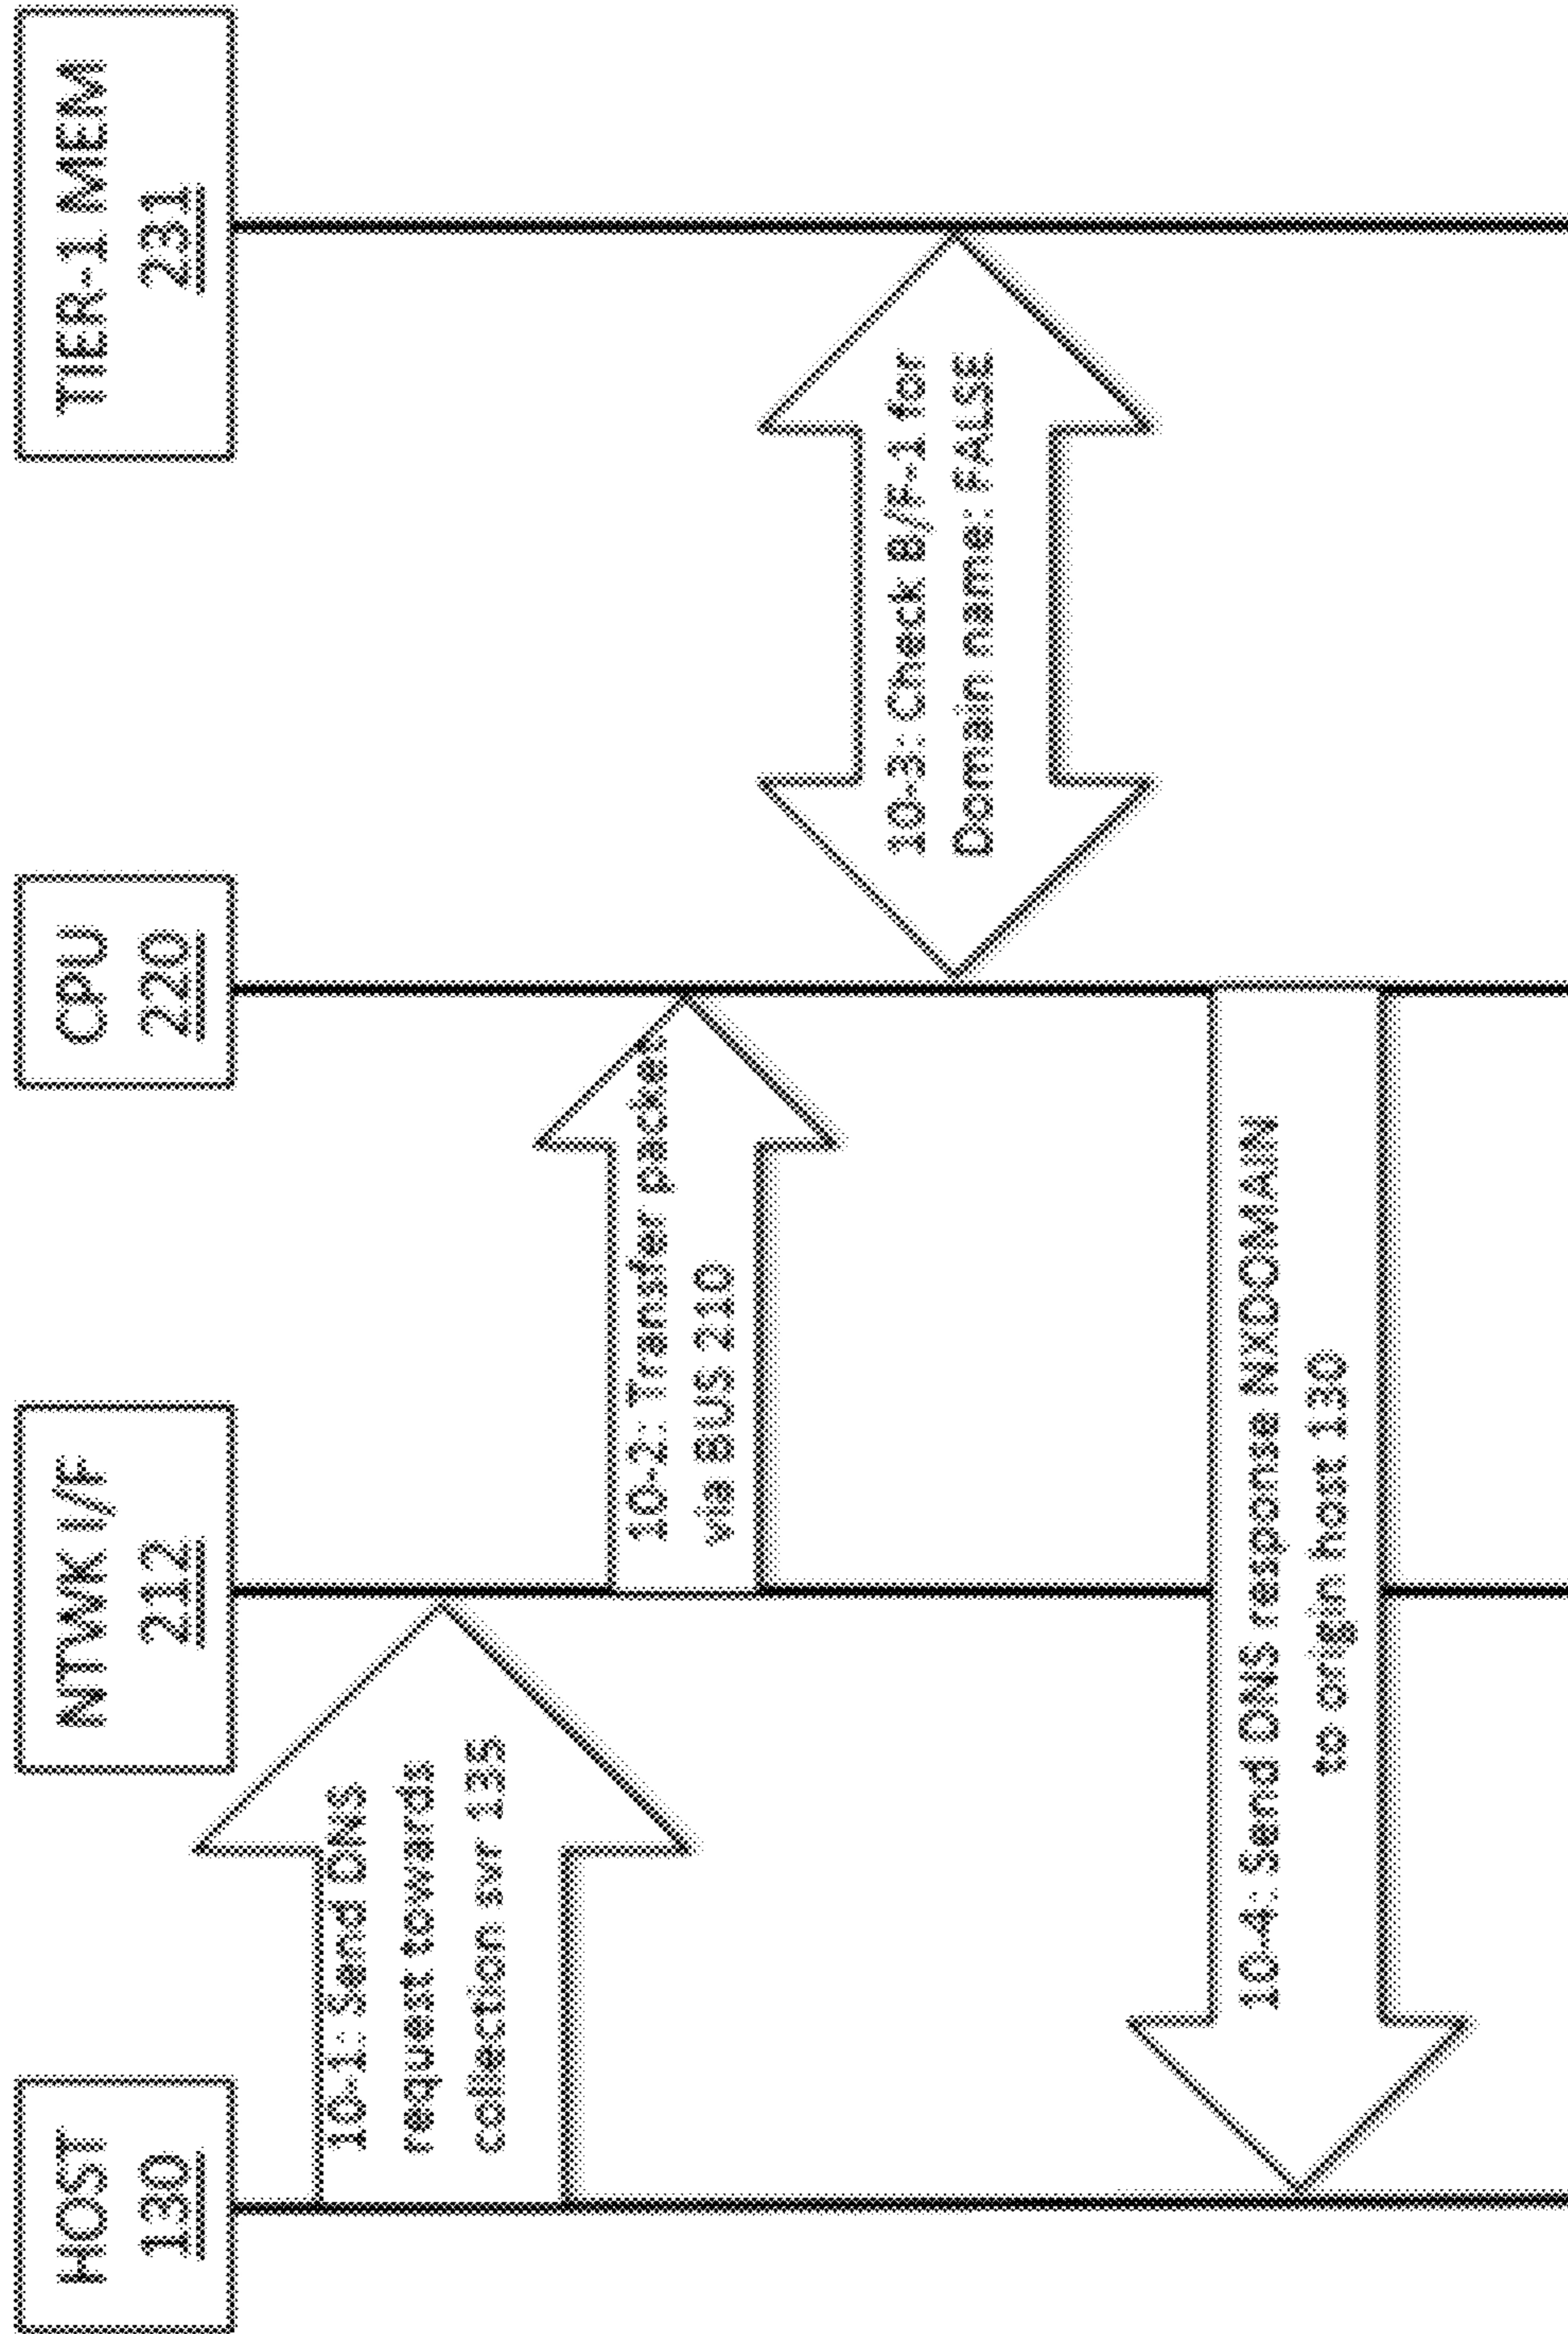 HOST
130
NTWK I/F
212
CPU
220
TIER-1 MEM
231
10-1: Send DNS
request towards
collection svr 135
10-2: Transfer packet
via BUS 210
10-3: Check B/F-1 for
Domain name: FALSE
10-4: Send DNS response NXDOMAIN
to origin host 130